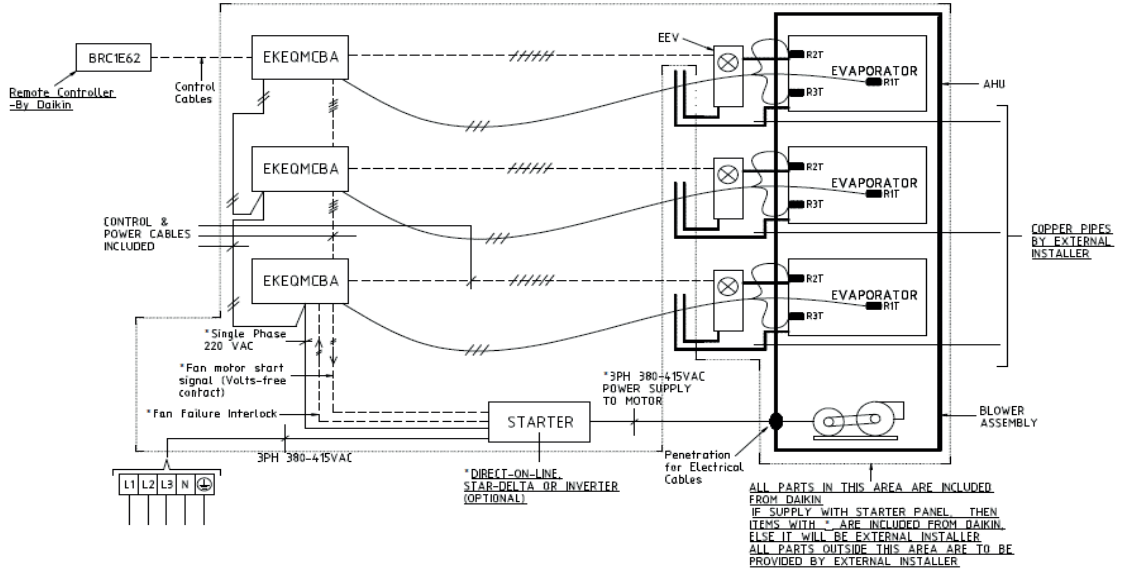 BRC1E62
Remote Controller
-By Daikin
Control
Cables
EKEQMCBA
EEV
R2T
EVAPORATOR
R1T
R3T
AHU
EKEQMCBA
R2T
EVAPORATOR
R1T
R3T
CONTROL &
POWER CABLES
INCLUDED
COPPER PIPES
BY EXTERNAL
INSTALLER
EKEQMCBA
R2T
EVAPORATOR
R1T
R3T
*Single Phase
220 VAC
*Fan motor start
signal (Volts-free
contact)
*Fan Failure Interlock
*3PH 380-415VAC
POWER SUPPLY
TO MOTOR
STARTER
BLOWER
ASSEMBLY
3PH 380-415VAC
L1 L2 L3 N
*DIRECT-ON-LINE,
STAR-DELTA OR INVERTER
(OPTIONAL)
Penetration
for Electrical
Cables
ALL PARTS IN THIS AREA ARE INCLUDED
FROM DAIKIN
IF SUPPLY WITH STARTER PANEL, THEN
ITEMS WITH * ARE INCLUDED FROM DAIKIN,
ELSE IT WILL BE EXTERNAL INSTALLER
ALL PARTS OUTSIDE THIS AREA ARE TO BE
PROVIDED BY EXTERNAL INSTALLER